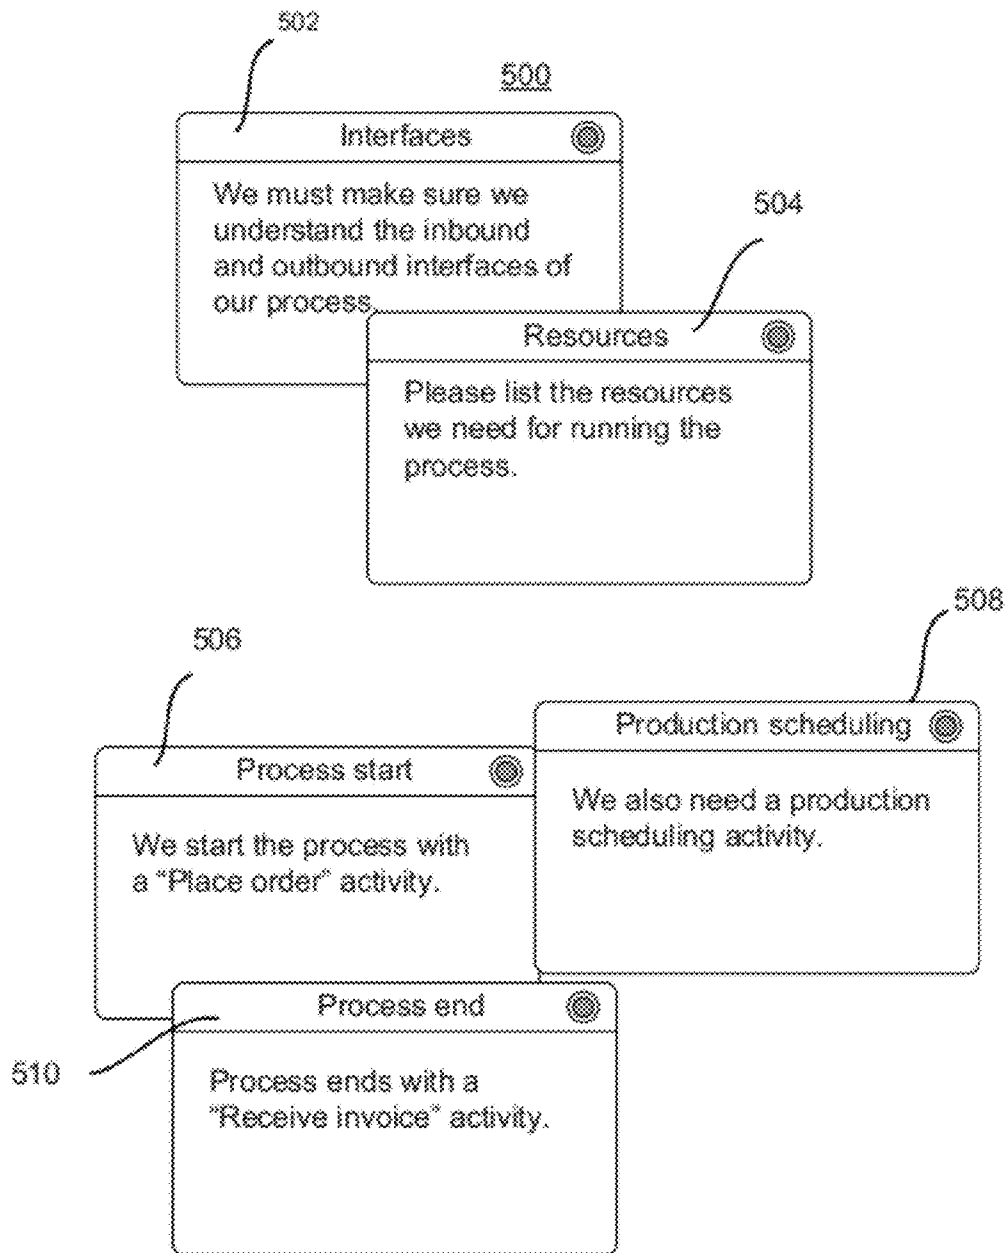 502
500
Interfaces
We must make sure we
understand the inbound
and outbound interfaces of
our process.
504
Resources
Please list the resources
we need for running the
process.
506
508
Process start
We start the process with
a “Place order” activity.
Production scheduling
We also need a production
scheduling activity.
510
Process end
Process ends with a
“Receive invoice” activity.